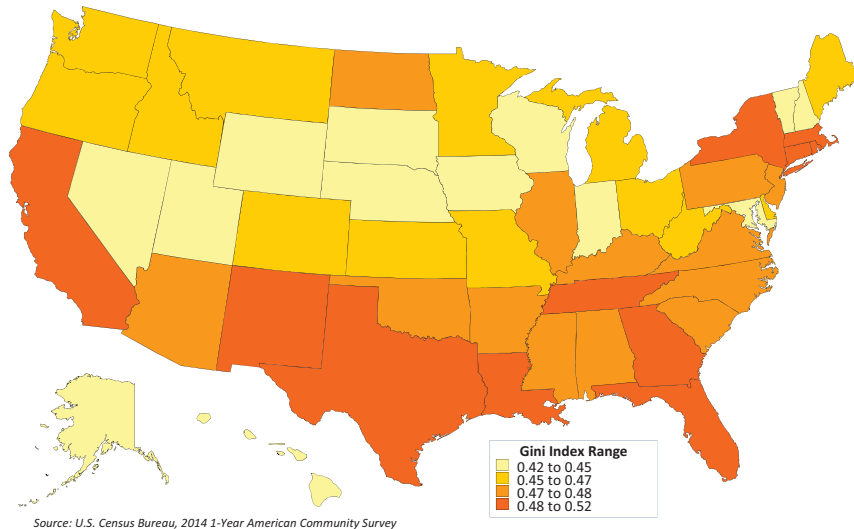 Gini Index Range
0.42 to 0.45
0.45 to 0.47
0.47 to 0.48
0.48 to 0.52
Source: U.S. Census Bureau, 2014 1-Year American Community Survey